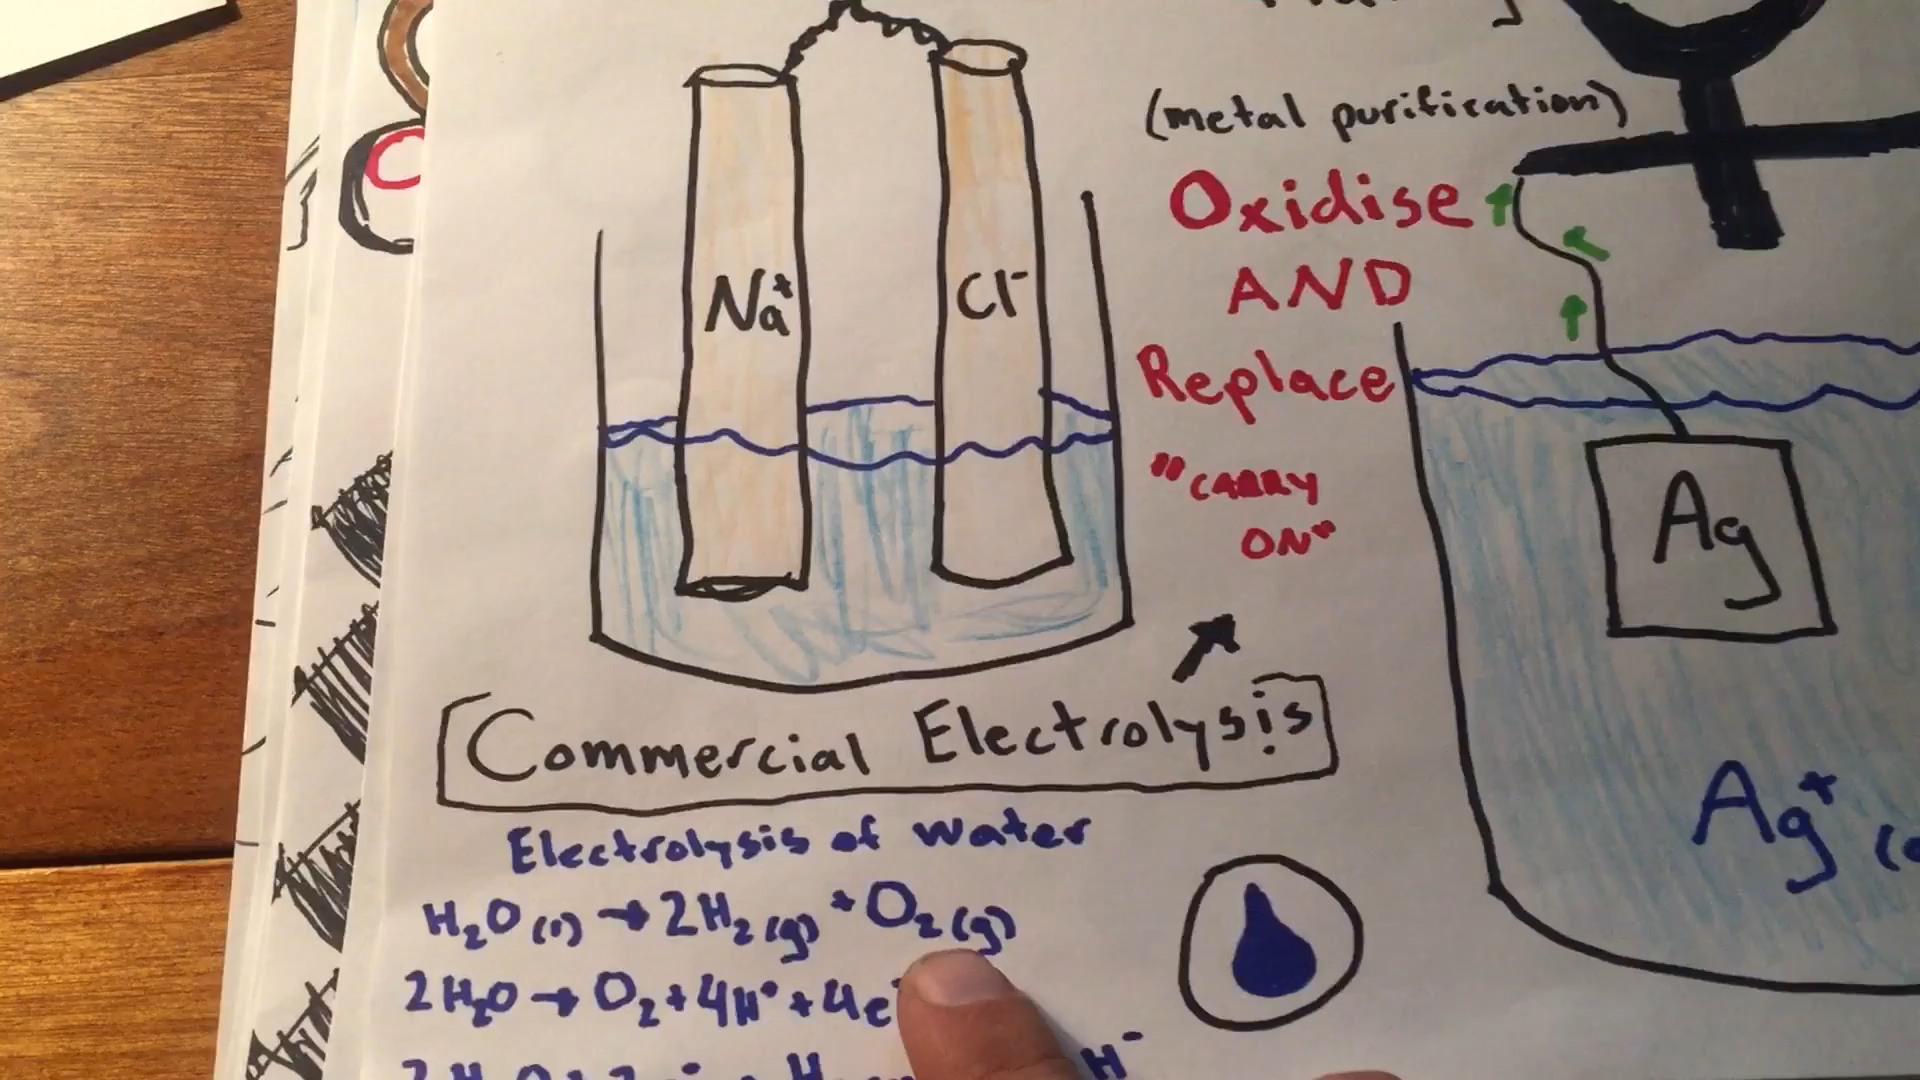 (metal purification)
Na⁺
Cl⁻
Oxidise
AND
Replace
"CARRY
ON"
Ag
Ag⁺
Commercial Electrolysis
Electrolysis of water
H₂O(l) → 2H₂(g) + O₂(g)
2H₂O → O₂ + 4H⁺ + 4e⁻